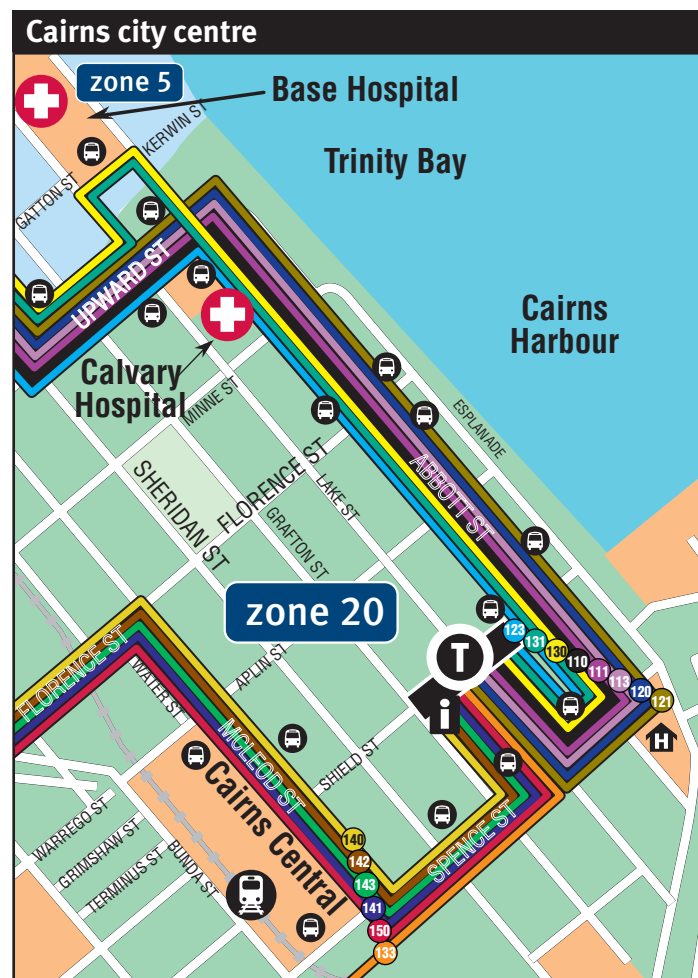 Cairns city centre
zone 5
Base Hospital
KERWIN ST
Trinity Bay
GATTON ST
UPWARD ST
Cairns
Harbour
Calvary
Hospital
MINNE ST
ESPLANADE
ABBOTT ST
FLORENCE ST
SHERIDAN ST
LAKE ST
GRAFTON ST
zone 20
123
131
130
110
111
113
120
121
T
i
H
FLORENCE ST
WATER ST
APLIN ST
MCLEOD ST
SHIELD ST
Cairns Central
SPENCE ST
WARREGO ST
GRIMSHAW ST
TERMINUS ST
BUNDA ST
140
142
143
141
150
133